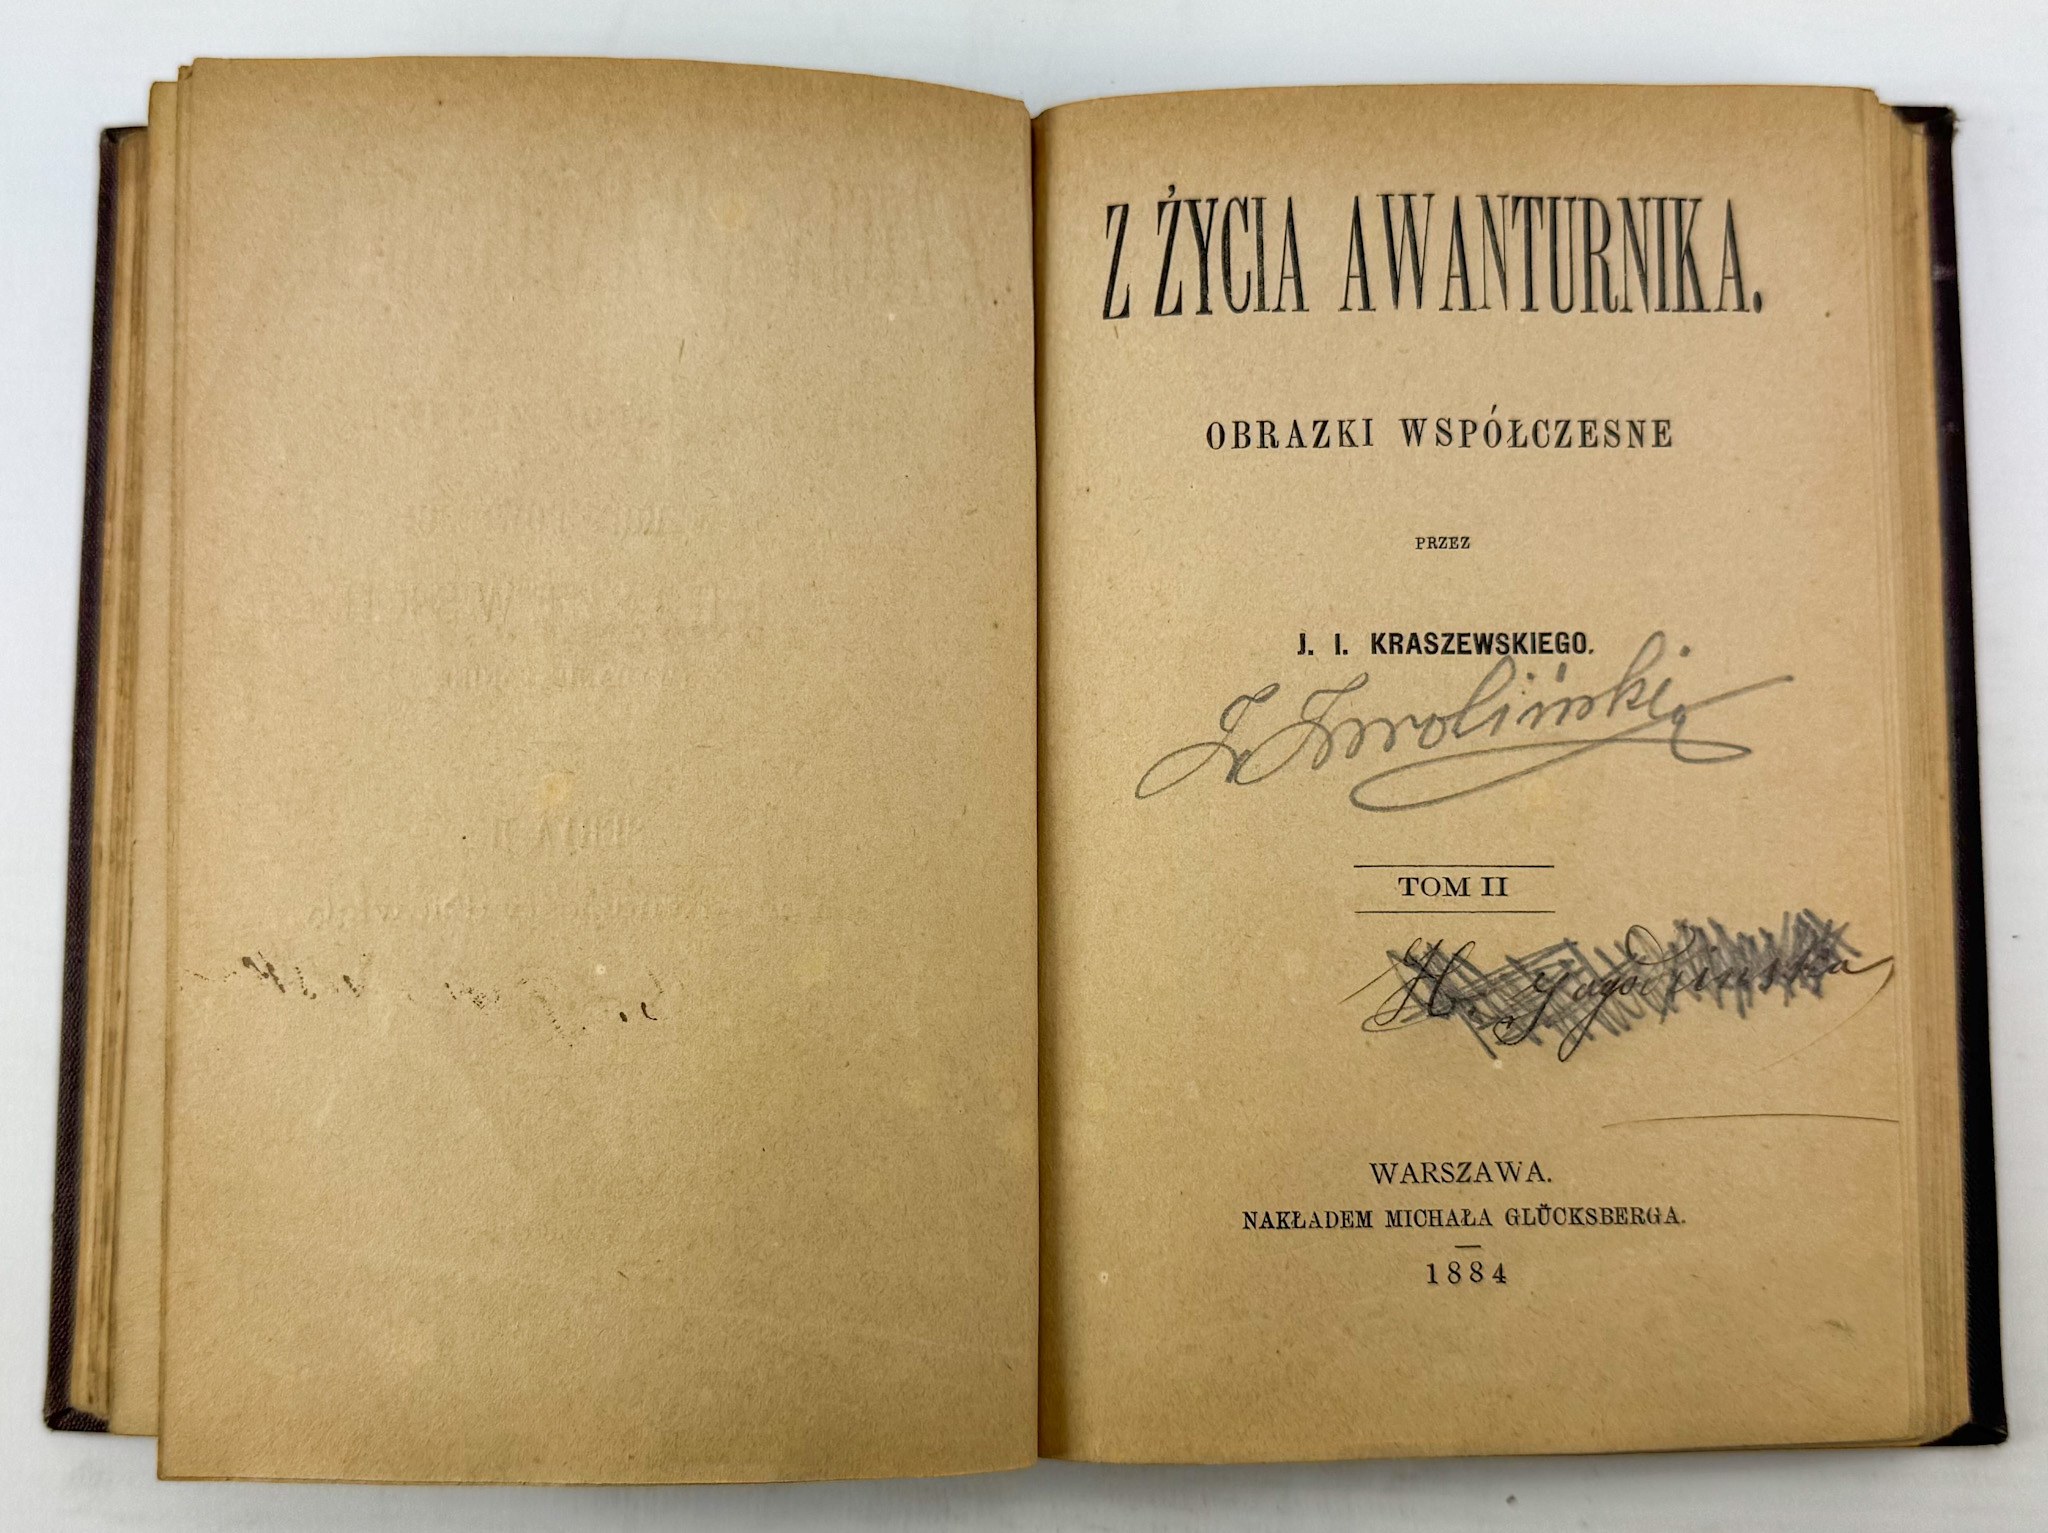 Z ŻYCIA AWANTURNIKA.
OBRAZKI WSPÓŁCZESNE
PRZEZ
J. I. KRASZEWSKIEGO.
TOM II
H.
WARSZAWA.
NAKŁADEM MICHAŁA GLÜCKSBERGA.
1884